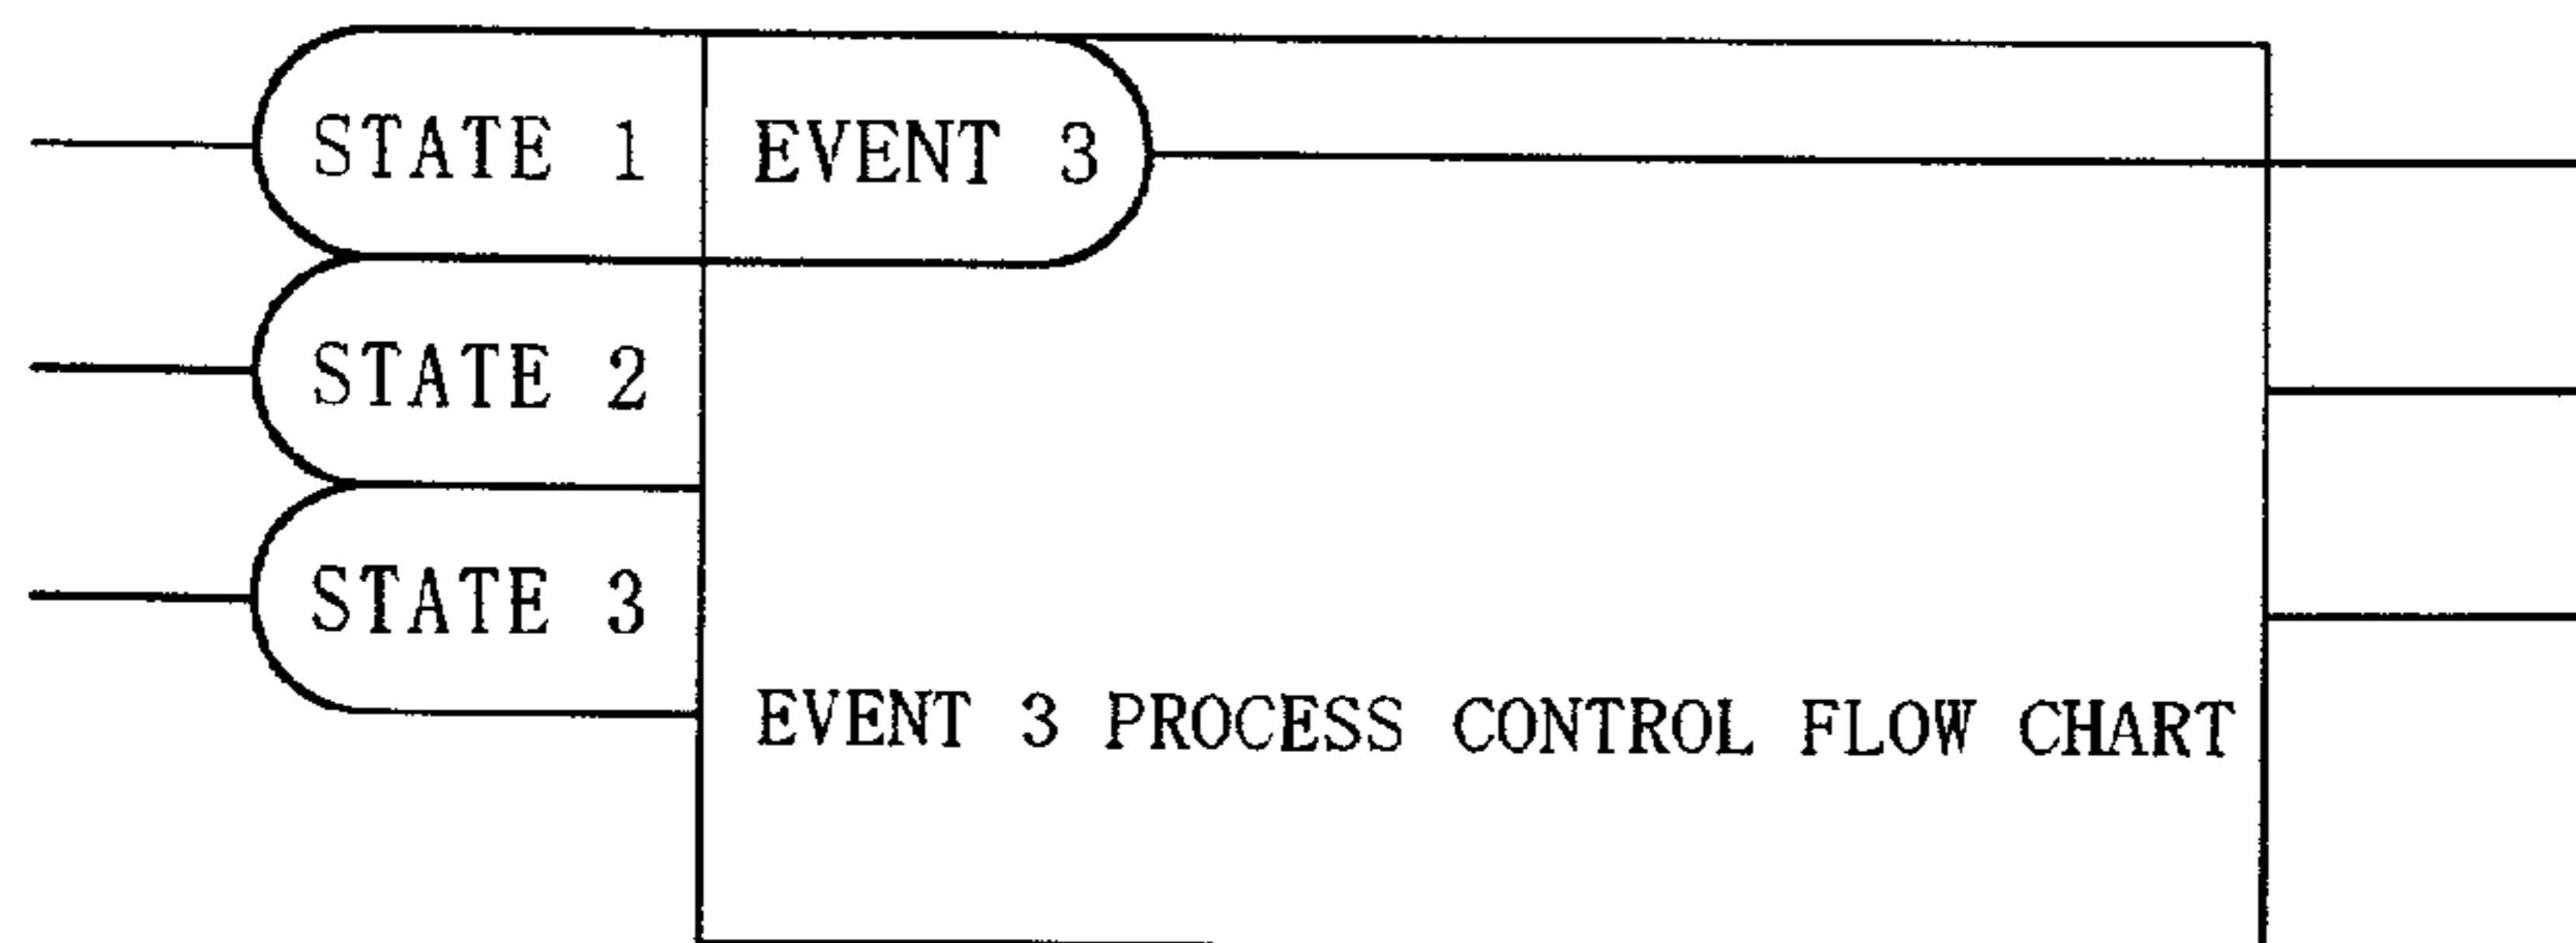 STATE 1 EVENT 3
STATE 2
STATE 3
EVENT 3 PROCESS CONTROL FLOW CHART